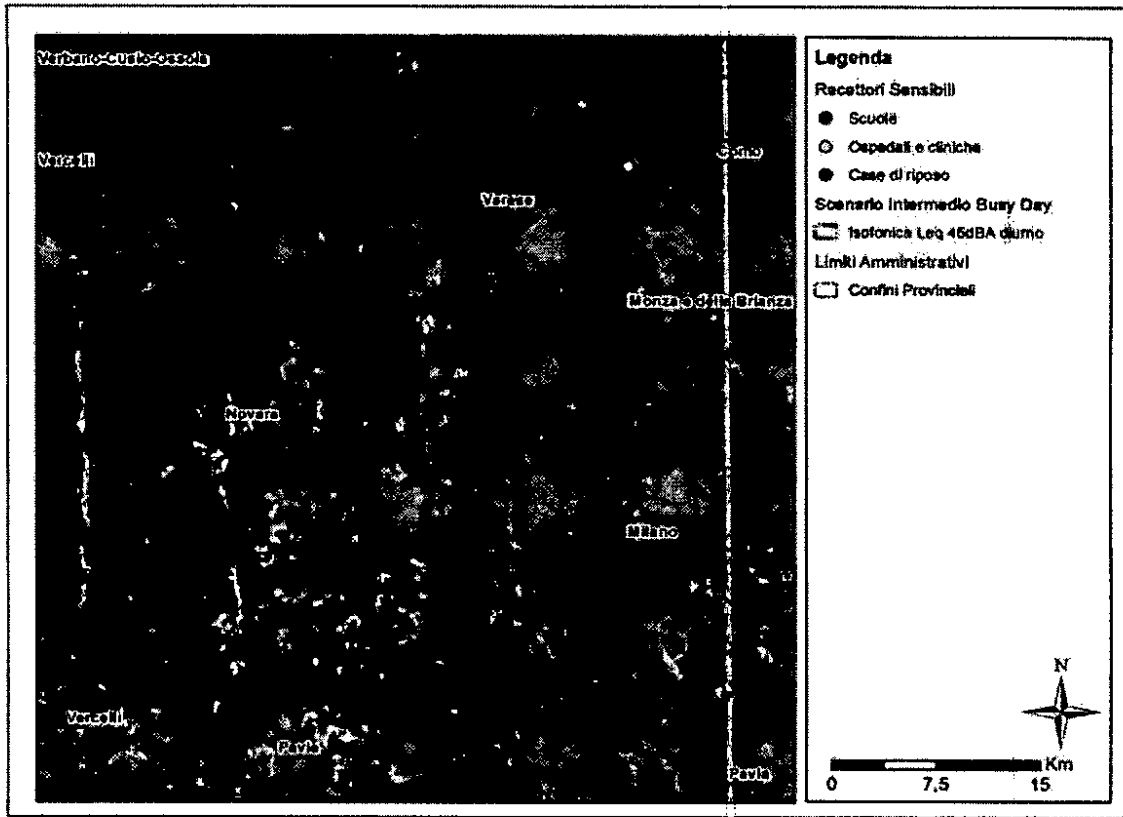 Verbano-Cusio-Ossola
Vercelli
Como
Varese
Monza e della Brianza
Novara
Milano
Vercelli
Pavia
Pavia
Legenda
Recettori Sensibili
Scuole
Ospedali e cliniche
Case di riposo
Scenario Intermedio Busy Day
Isofonica Leq 45dBA diurno
Limiti Amministrativi
Confini Provinciali
N
Km
0 7,5 15